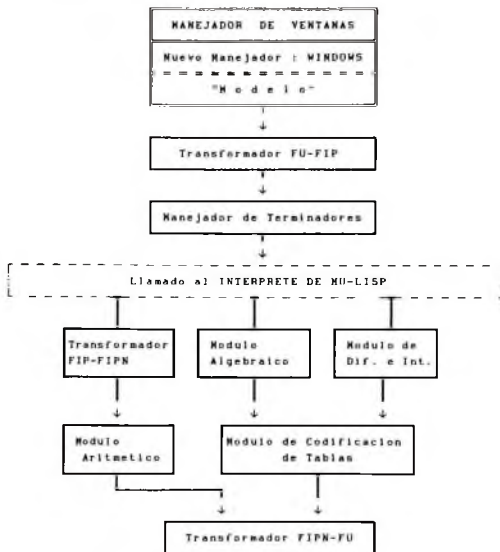 MANEJADOR DE VENTANAS
Nuevo Manejador : WINDOWS
"M o d e l o"
Transformador FU-FIP
Manejador de Terminadores
Llamado al INTERPRETE DE MU-LISP
Transformador
FIP-FIPN
Modulo
Algebraico
Modulo de
Dif. e Int.
Modulo
Aritmetico
Modulo de Codificacion
de Tablas
Transformador FIPN-FU